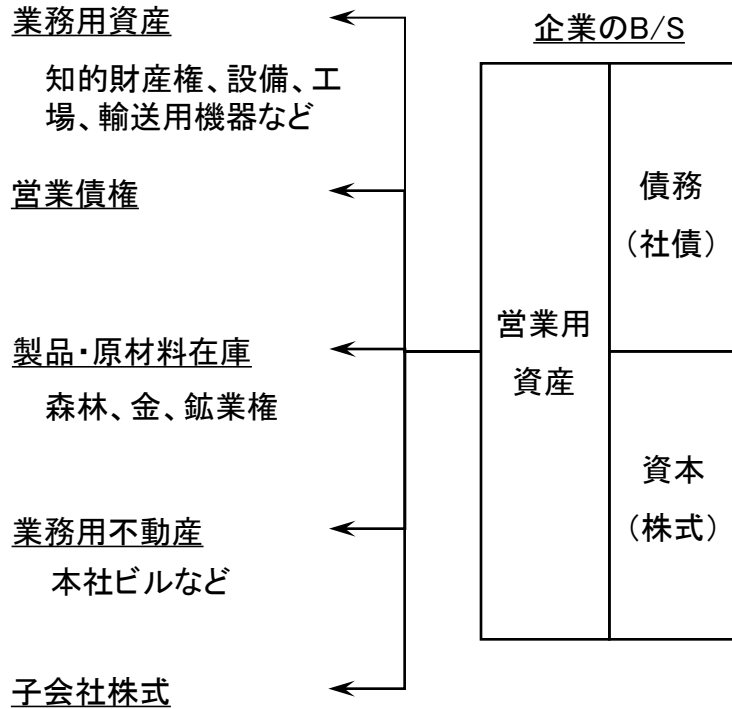 業務用資産
知的財産権、設備、工
場、輸送用機器など
営業債権
製品・原材料在庫
森林、金、鉱業権
業務用不動産
本社ビルなど
子会社株式
企業のB/S
営業用
資産
債務
（社債）
資本
（株式）